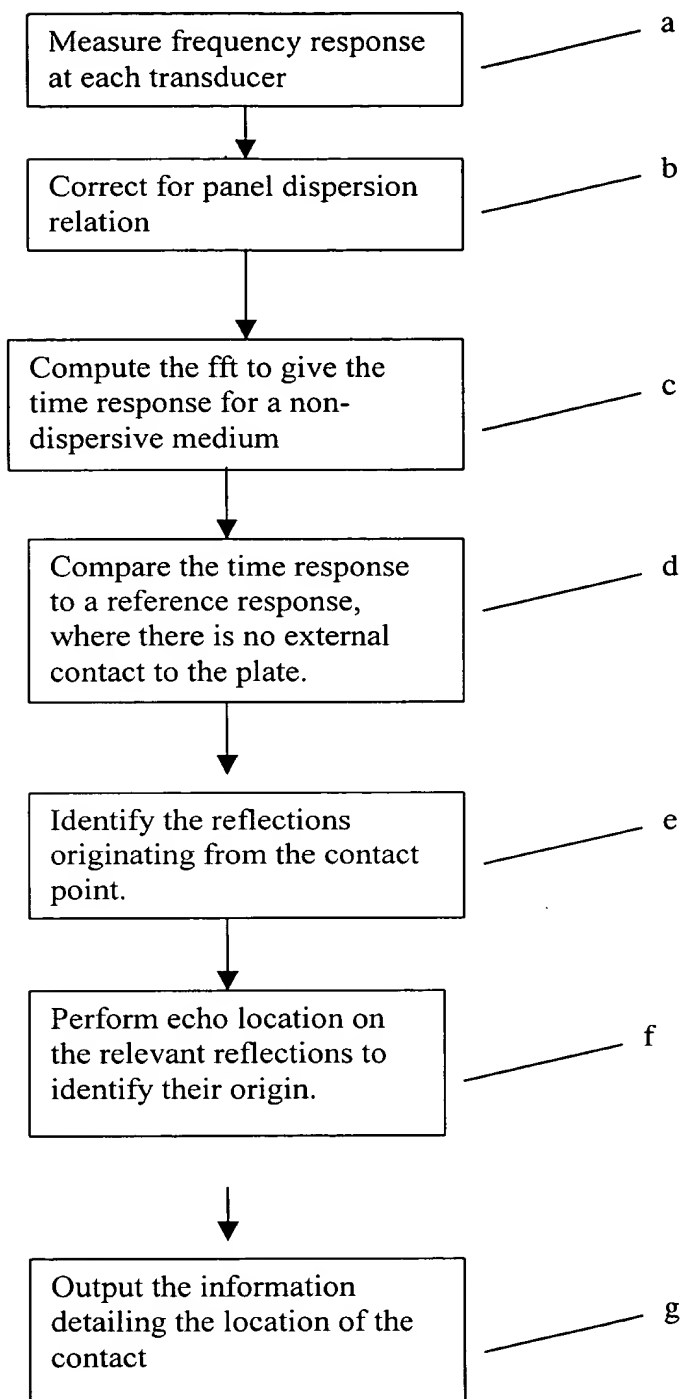 Measure frequency response
at each transducer
a
Correct for panel dispersion
relation
b
Compute the fft to give the
time response for a non-
dispersive medium
c
Compare the time response
to a reference response,
where there is no external
contact to the plate.
d
Identify the reflections
originating from the contact
point.
e
Perform echo location on
the relevant reflections to
identify their origin.
f
Output the information
detailing the location of the
contact
g